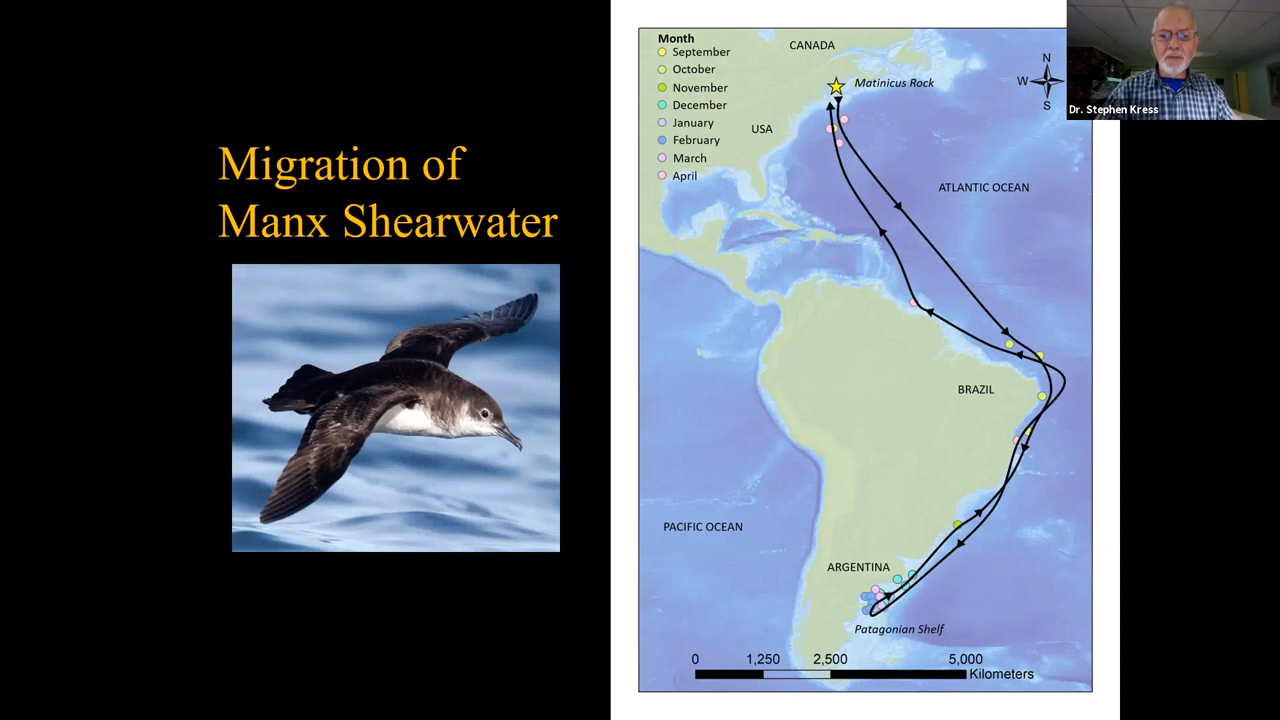 Migration of
Manx Shearwater
Month
September
October
November
December
January
February
March
April
CANADA
Matinicus Rock
USA
N
W
S
ATLANTIC OCEAN
BRAZIL
PACIFIC OCEAN
ARGENTINA
Patagonian Shelf
0 1,250 2,500 5,000
Kilometers
Dr. Stephen Kress